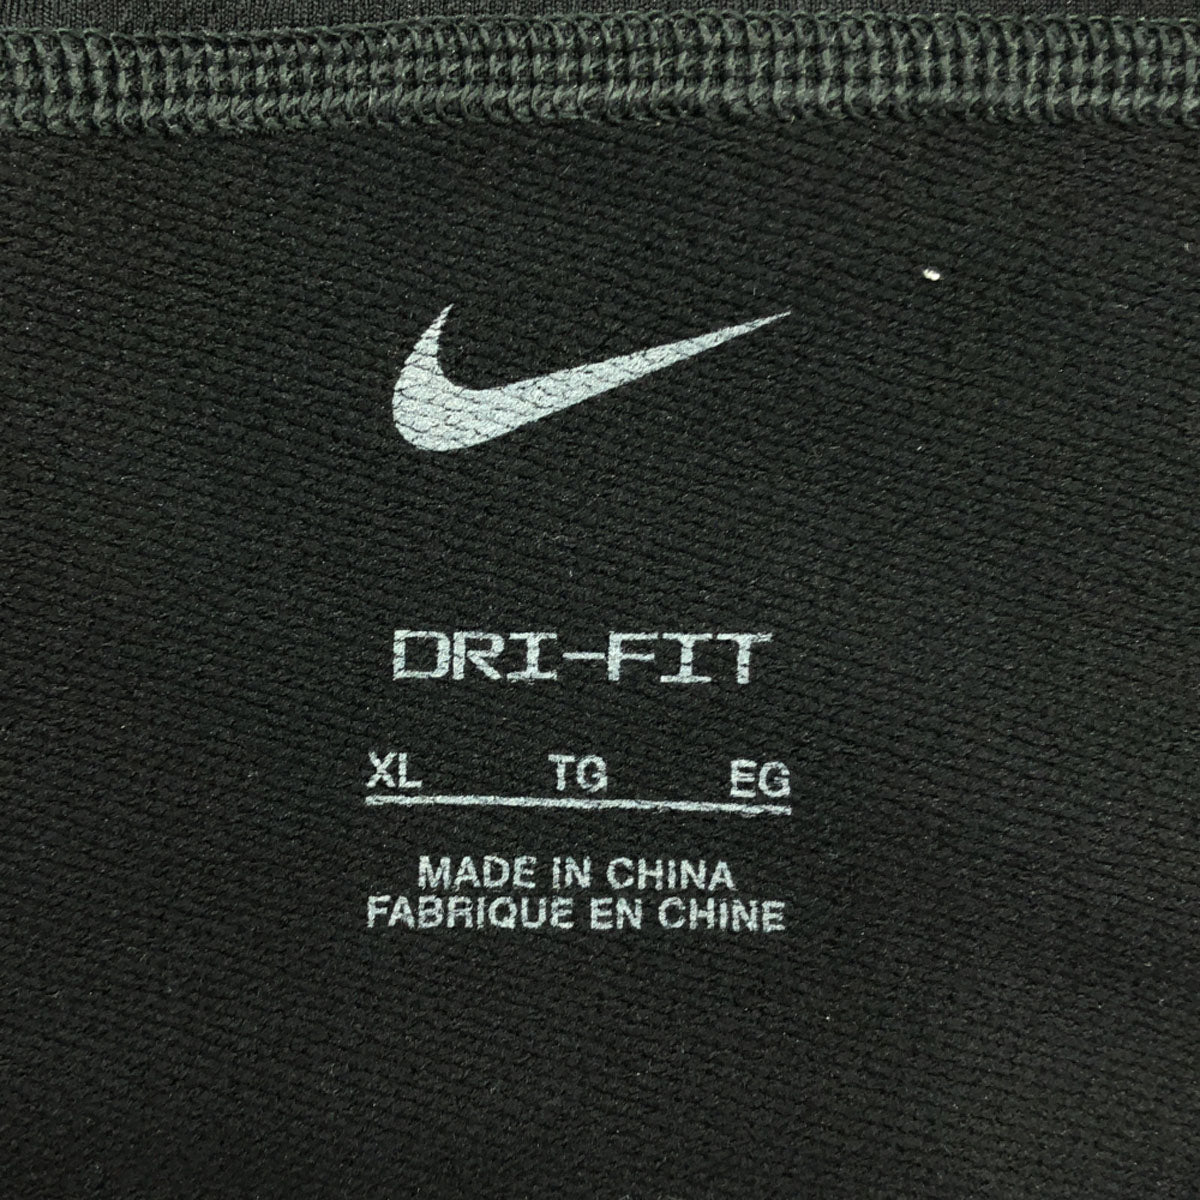 DRI-FIT
XL TG EG
MADE IN CHINA
FABRIQUE EN CHINE